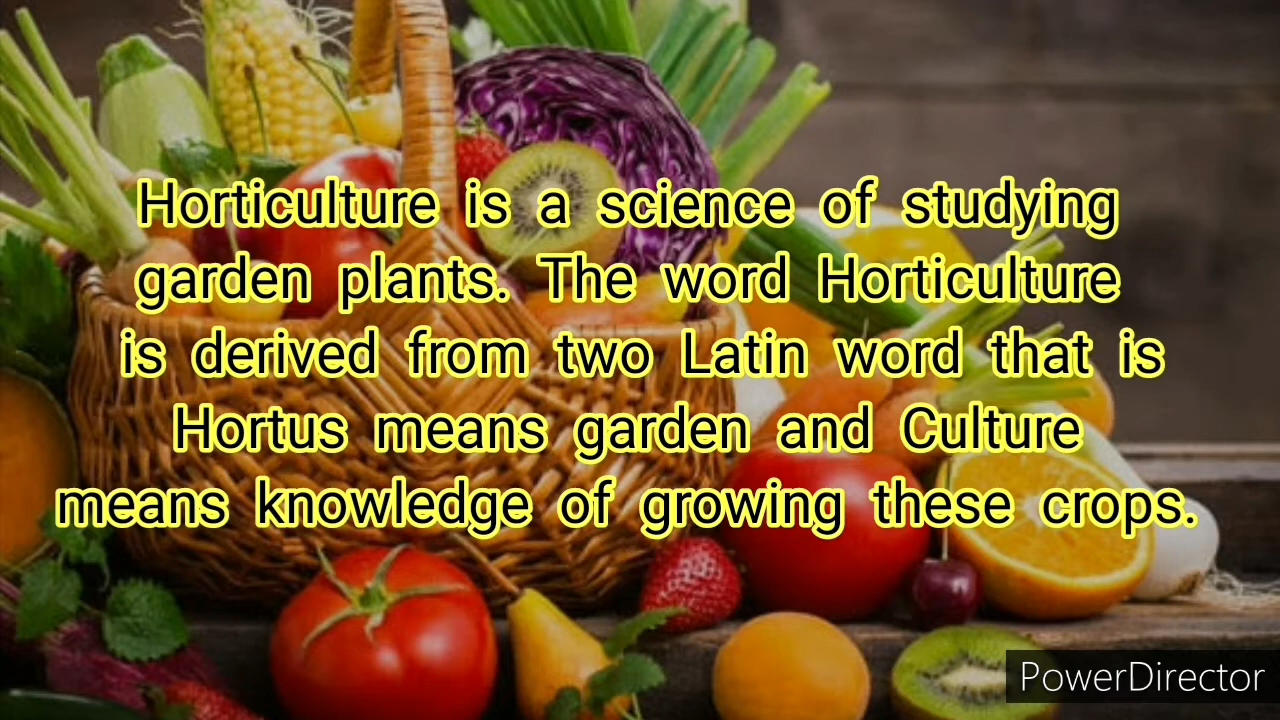 Horticulture is a science of studying
garden plants. The word Horticulture
is derived from two Latin word that is
Hortus means garden and Culture
means knowledge of growing these crops.
PowerDirector